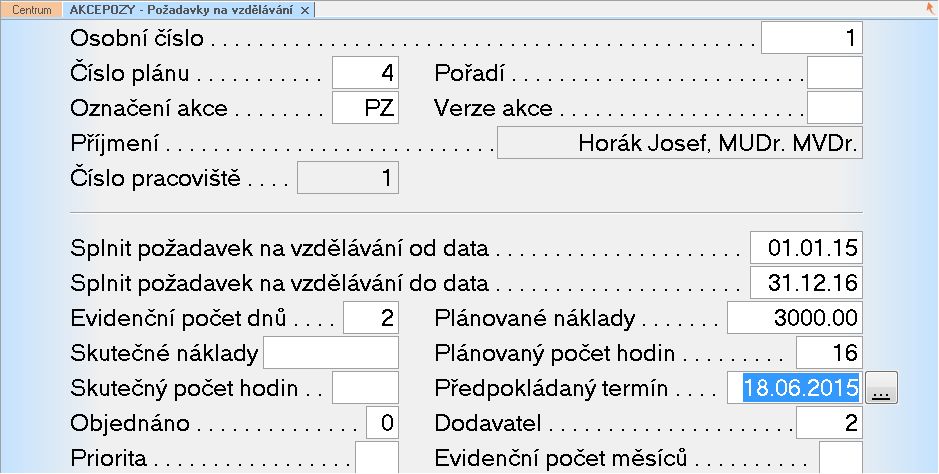 Centrum AKCEPOZY - Požadavky na vzdělávání ×
Osobní číslo . . . . . . . . . . . . . . . . . . . . . . . . . . . . . . . . . . . . . . . . . . . . . . . 1
Číslo plánu . . . . . . . . . . . 4 Pořadí . . . . . . . . . . . . . . . . . . . . . . . . . .
Označení akce . . . . . . . . PZ Verze akce . . . . . . . . . . . . . . . . . . . . . .
Příjmení . . . . . . . . . . . . . . . . . . . . . . . . . . . . . Horák Josef, MUDr. MVDr.
Číslo pracoviště . . . . 1
Splnit požadavek na vzdělávání od data . . . . . . . . . . . . . . . . . . . . . . 01.01.15
Splnit požadavek na vzdělávání do data . . . . . . . . . . . . . . . . . . . . . . 31.12.16
Evidenční počet dnů . . . . 2 Plánované náklady . . . . . . . 3000.00
Skutečné náklady Plánovaný počet hodin . . . . . . . . . 16
Skutečný počet hodin . . Předpokládaný termín . . . . 18.06.2015 ...
Objednáno . . . . . . . . . . . . . 0 Dodavatel . . . . . . . . . . . . . . . . . . . . . . 2
Priorita . . . . . . . . . . . . . . . . . Evidenční počet měsíců . . . . . . . . . .